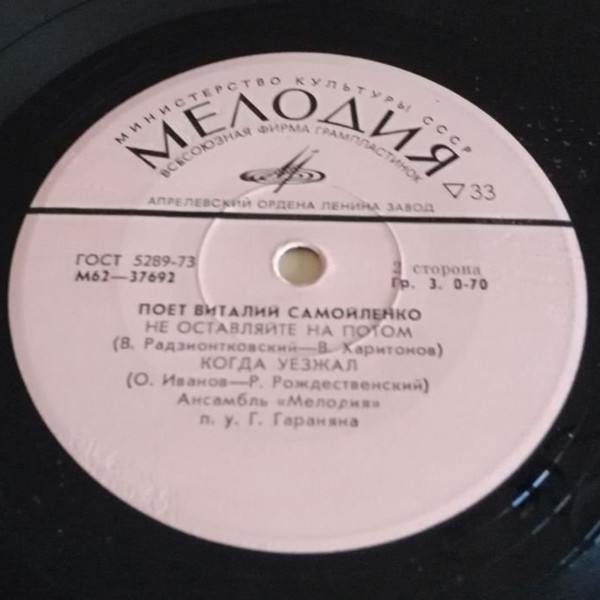 МИНИСТЕРСТВО КУЛЬТУРЫ СССР
МЕЛОДИЯ
ВСЕСОЮЗНАЯ ФИРМА ГРАМПЛАСТИНОК
АПРЕЛЕВСКИЙ ОРДЕНА ЛЕНИНА ЗАВОД
▽ 33
ГОСТ 5289-73
М62—37692
2 сторона
Гр. 3. 0-70
ПОЕТ ВИТАЛИЙ САМОЙЛЕНКО
НЕ ОСТАВЛЯЙТЕ НА ПОТОМ
(В. Радзионтковский—В. Харитонов)
КОГДА УЕЗЖАЛ
(О. Иванов—Р. Рождественский)
Ансамбль «Мелодия»
п. у. Г. Гараняна